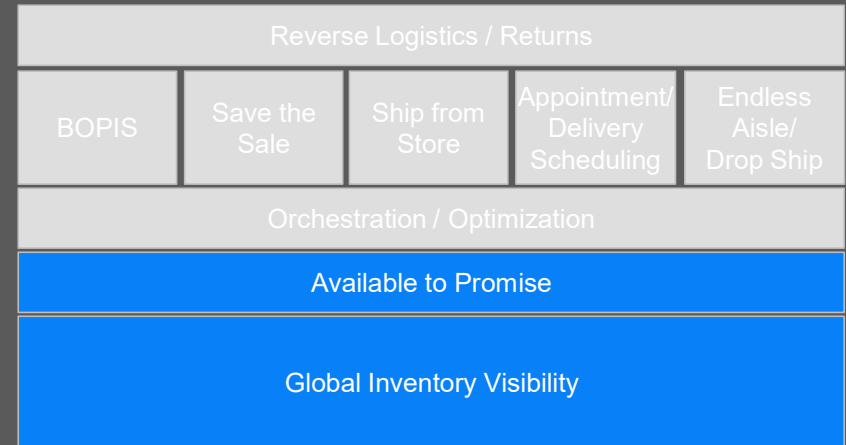 Reverse Logistics / Returns
BOPIS
Save the
Sale
Ship from
Store
Appointment/
Delivery
Scheduling
Endless
Aisle/
Drop Ship
Orchestration / Optimization
Available to Promise
Global Inventory Visibility